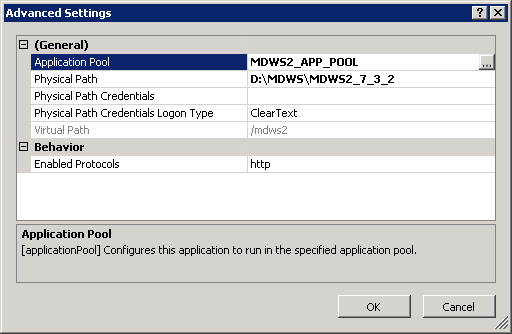 Advanced Settings
(General)
Application Pool MDWS2_APP_POOL ...
Physical Path D:\MDWS\MDWS2_7_3_2
Physical Path Credentials
Physical Path Credentials Logon Type ClearText
Virtual Path /mdws2
Behavior
Enabled Protocols http
Application Pool
[applicationPool] Configures this application to run in the specified application pool.
OK Cancel